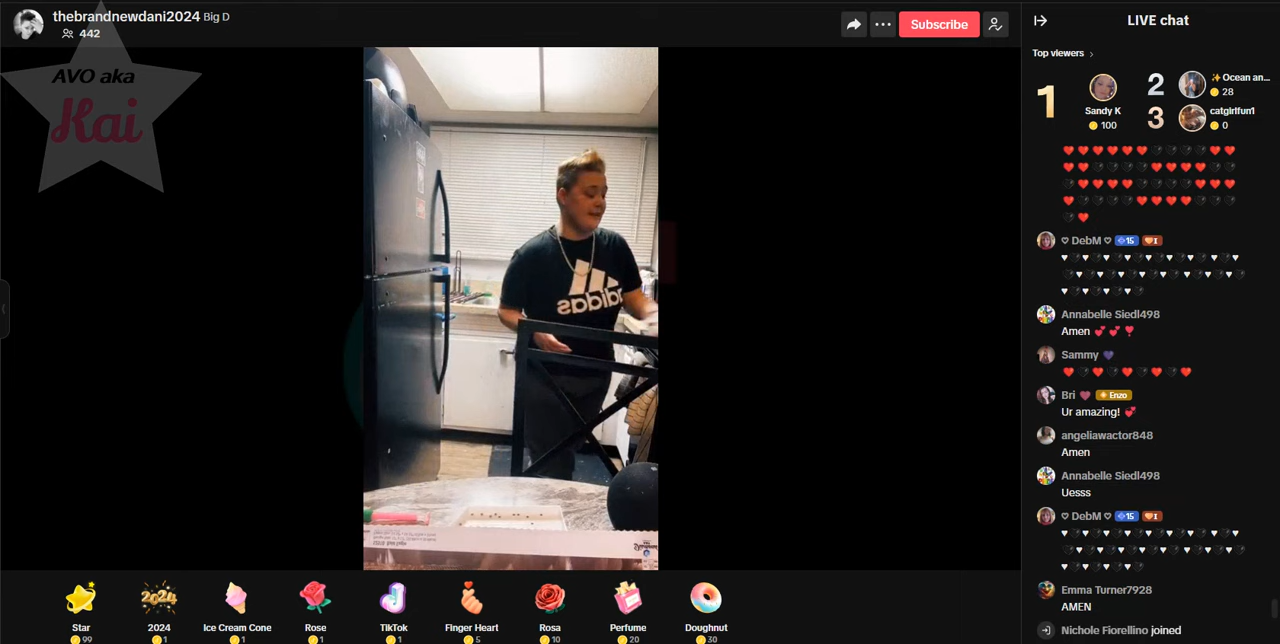 thebrandnewdani2024 Big D
442
Subscribe
LIVE chat
AVO aka
Kai
Top viewers
1
Sandy K
100
2
Ocean an...
28
3
catgirlfun1
0
adidas
DebM
15
I
Annabelle Siedl498
Amen
Sammy
Bri
Enzo
Ur amazing!
angeliawactor848
Amen
Annabelle Siedl498
Uesss
DebM
15
I
Emma Turner7928
AMEN
Nichole Fiorellino joined
2024
Star
2024
Ice Cream Cone
Rose
TikTok
Finger Heart
Rosa
Perfume
Doughnut
99
1
1
1
1
5
10
20
30